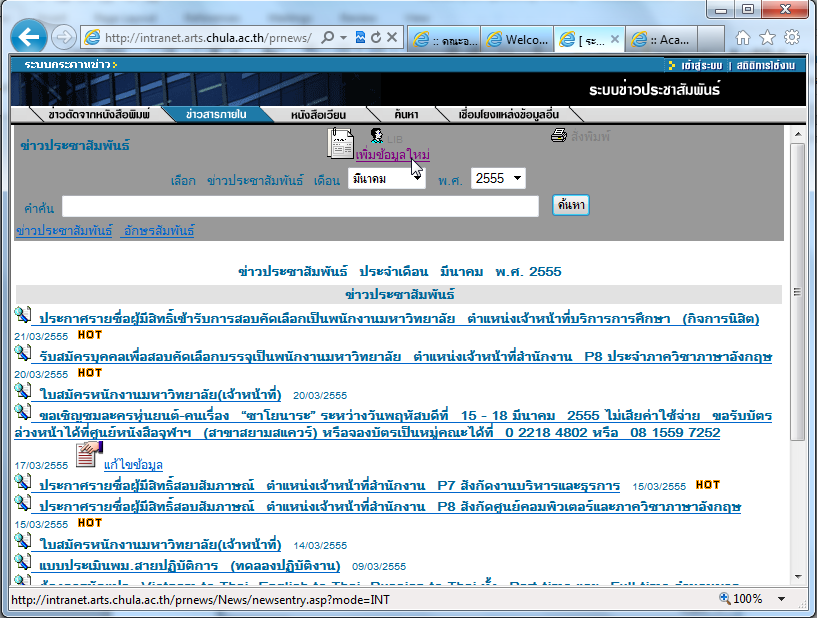 http://intranet.arts.chula.ac.th/prnews/
:: คณะอ...
Welco...
[ ระ...
:: Aca...
ระบบกระดานข่าว
เข้าสู่ระบบ | สถิติการใช้งาน
ระบบข่าวประชาสัมพันธ์
ข่าวตัดจากหนังสือพิมพ์ ข่าวสารภายใน หนังสือเวียน ค้นหา เชื่อมโยงแหล่งข้อมูลอื่น
ข่าวประชาสัมพันธ์
LIB
เพิ่มข้อมูลใหม่
สั่งพิมพ์
เลือก ข่าวประชาสัมพันธ์ เดือน มีนาคม พ.ศ. 2555
คำค้น ค้นหา
ข่าวประชาสัมพันธ์ อักษรสัมพันธ์
ข่าวประชาสัมพันธ์ ประจำเดือน มีนาคม พ.ศ. 2555
ข่าวประชาสัมพันธ์
ประกาศรายชื่อผู้มีสิทธิ์เข้ารับการสอบคัดเลือกเป็นพนักงานมหาวิทยาลัย ตำแหน่งเจ้าหน้าที่บริการการศึกษา (กิจการนิสิต)
21/03/2555 HOT
รับสมัครบุคคลเพื่อสอบคัดเลือกบรรจุเป็นพนักงานมหาวิทยาลัย ตำแหน่งเจ้าหน้าที่สำนักงาน P8 ประจำภาควิชาภาษาอังกฤษ
20/03/2555 HOT
ใบสมัครพนักงานมหาวิทยาลัย(เจ้าหน้าที่) 20/03/2555
ขอเชิญชมละครหุ่นยนต์-คนเรื่อง “ซาโยนาระ” ระหว่างวันพฤหัสบดีที่ 15 - 18 มีนาคม 2555 ไม่เสียค่าใช้จ่าย ขอรับบัตร
ล่วงหน้าได้ที่ศูนย์หนังสือจุฬาฯ (สาขาสยามสแควร์) หรือจองบัตรเป็นหมู่คณะได้ที่ 0 2218 4802 หรือ 08 1559 7252
17/03/2555 แก้ไขข้อมูล
ประกาศรายชื่อผู้มีสิทธิ์สอบสัมภาษณ์ ตำแหน่งเจ้าหน้าที่สำนักงาน P7 สังกัดงานบริหารและธุรการ 15/03/2555 HOT
ประกาศรายชื่อผู้มีสิทธิ์สอบสัมภาษณ์ ตำแหน่งเจ้าหน้าที่สำนักงาน P8 สังกัดศูนย์คอมพิวเตอร์และภาควิชาภาษาอังกฤษ
15/03/2555 HOT
ใบสมัครพนักงานมหาวิทยาลัย(เจ้าหน้าที่) 14/03/2555
แบบประเมินพม.สายปฏิบัติการ (ทดลองปฏิบัติงาน) 09/03/2555
http://intranet.arts.chula.ac.th/prnews/News/newsentry.asp?mode=INT
100%